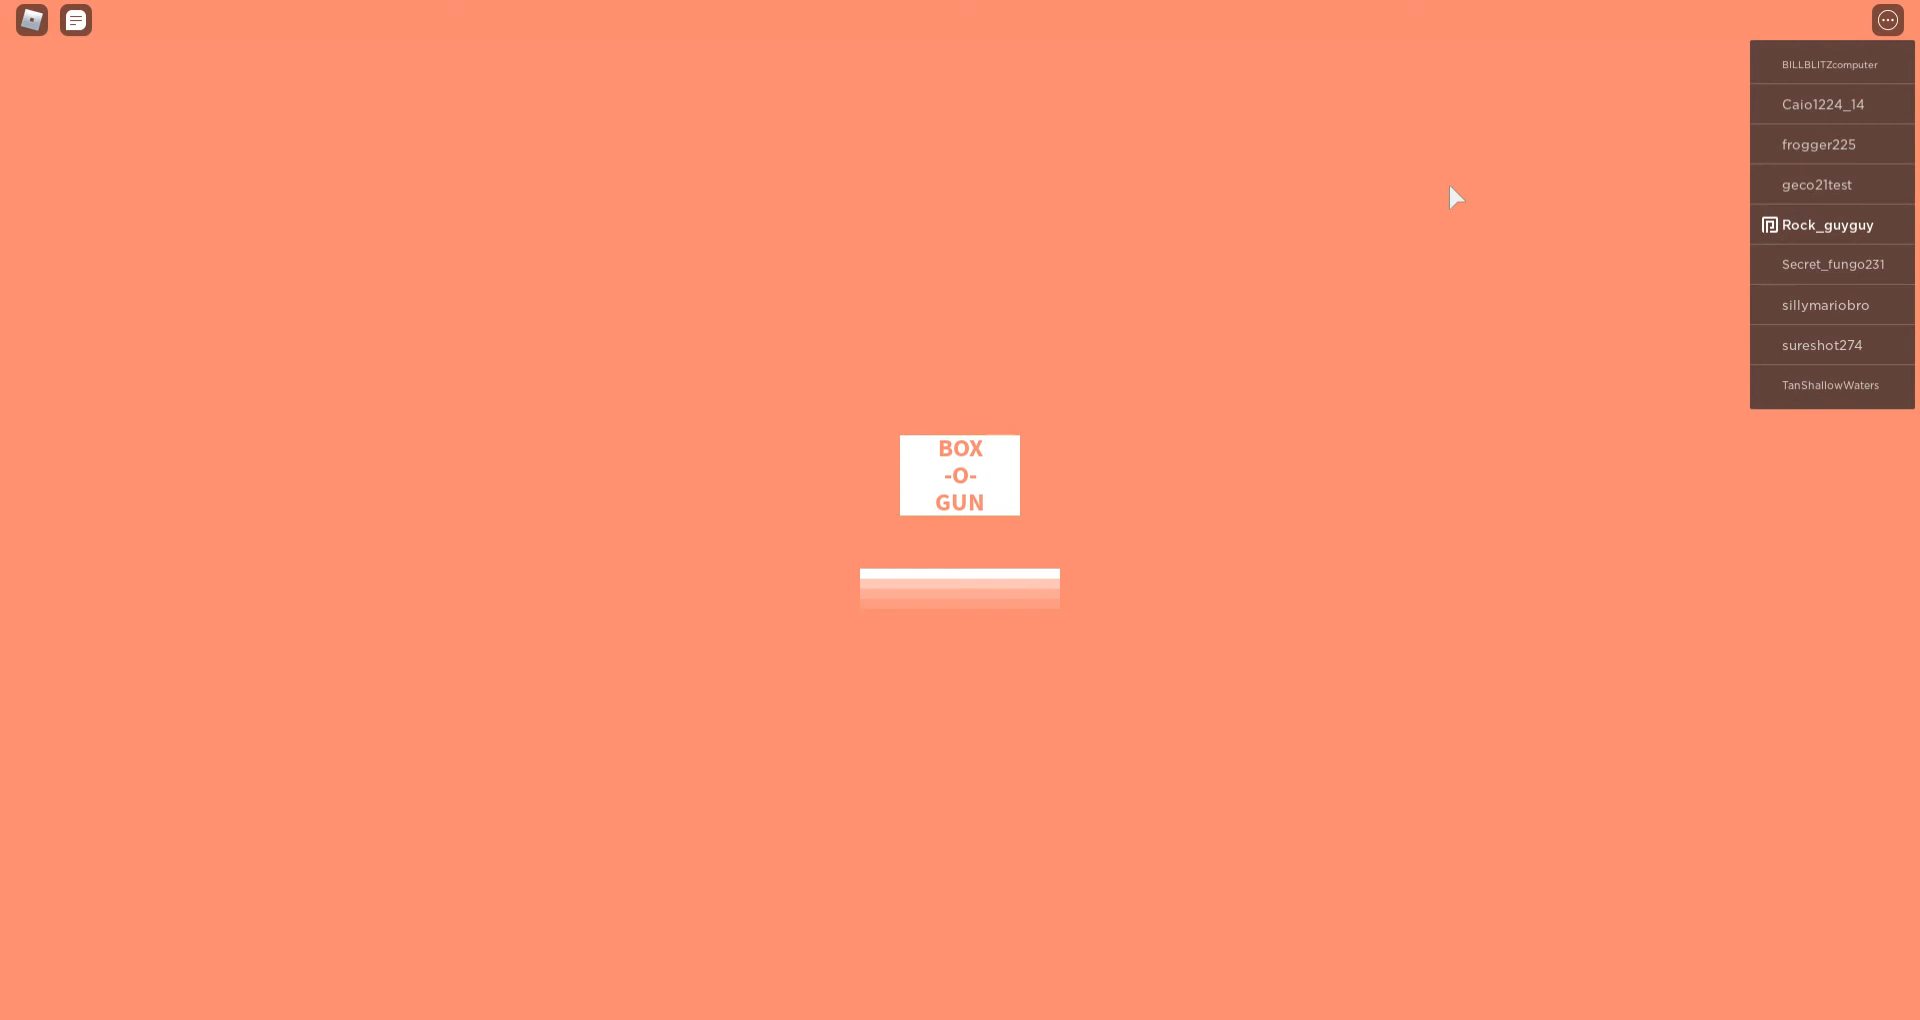 BILLBLITZcomputer
Caio1224_14
frogger225
geco21test
Rock_guyguy
Secret_fungo231
sillymariobro
sureshot274
TanShallowWaters
BOX
-O-
GUN